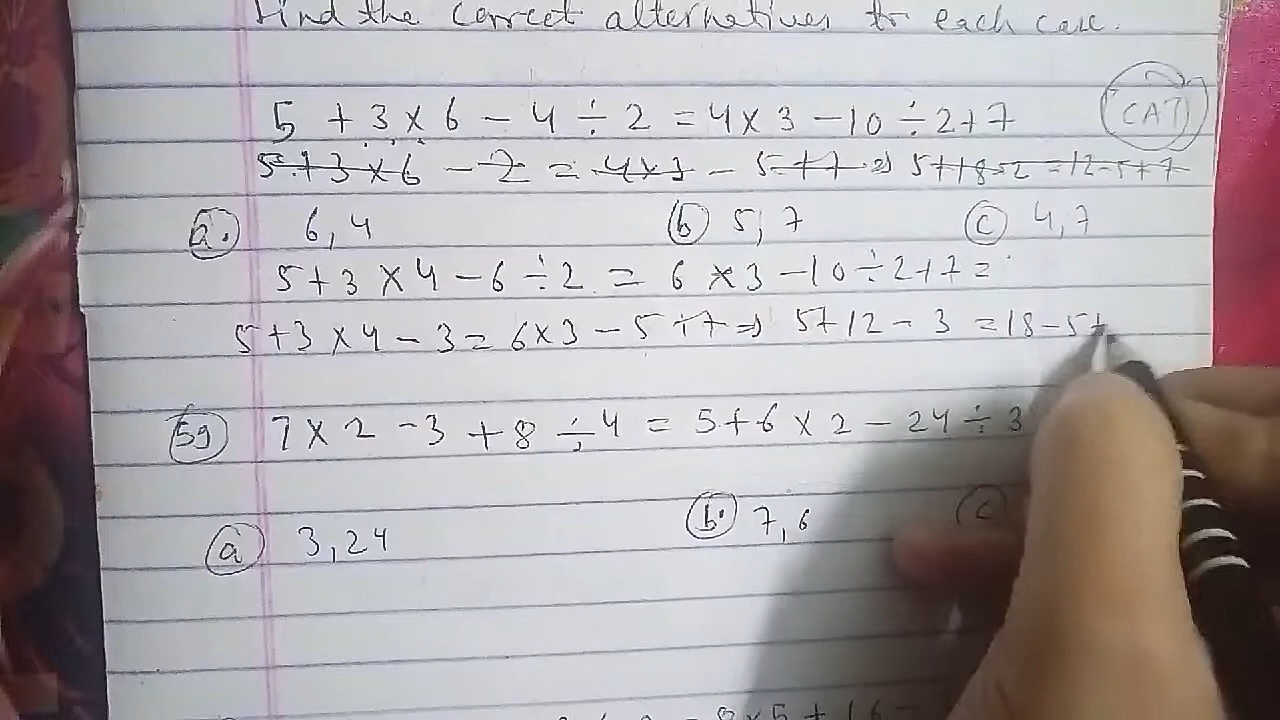 Find the correct alternatives to each case.
5 + 3 × 6 - 4 ÷ 2 = 4 × 3 - 10 ÷ 2 + 7
CAT
5 + 3 × 6 - 2 = 4 × 3 - 5 + 7 ⇒ 5 + 18 - 2 = 12 - 5 + 7
a. 6, 4 (b) 5, 7 (c) 4, 7
5 + 3 × 4 - 6 ÷ 2 = 6 × 3 - 10 ÷ 2 + 7 =
5 + 3 × 4 - 3 = 6 × 3 - 5 + 7 ⇒ 5 + 12 - 3 = 18 - 5 +
59 7 × 2 - 3 + 8 ÷ 4 = 5 + 6 × 2 - 24 ÷ 3
(a) 3, 24 (b.) 7, 6 (c